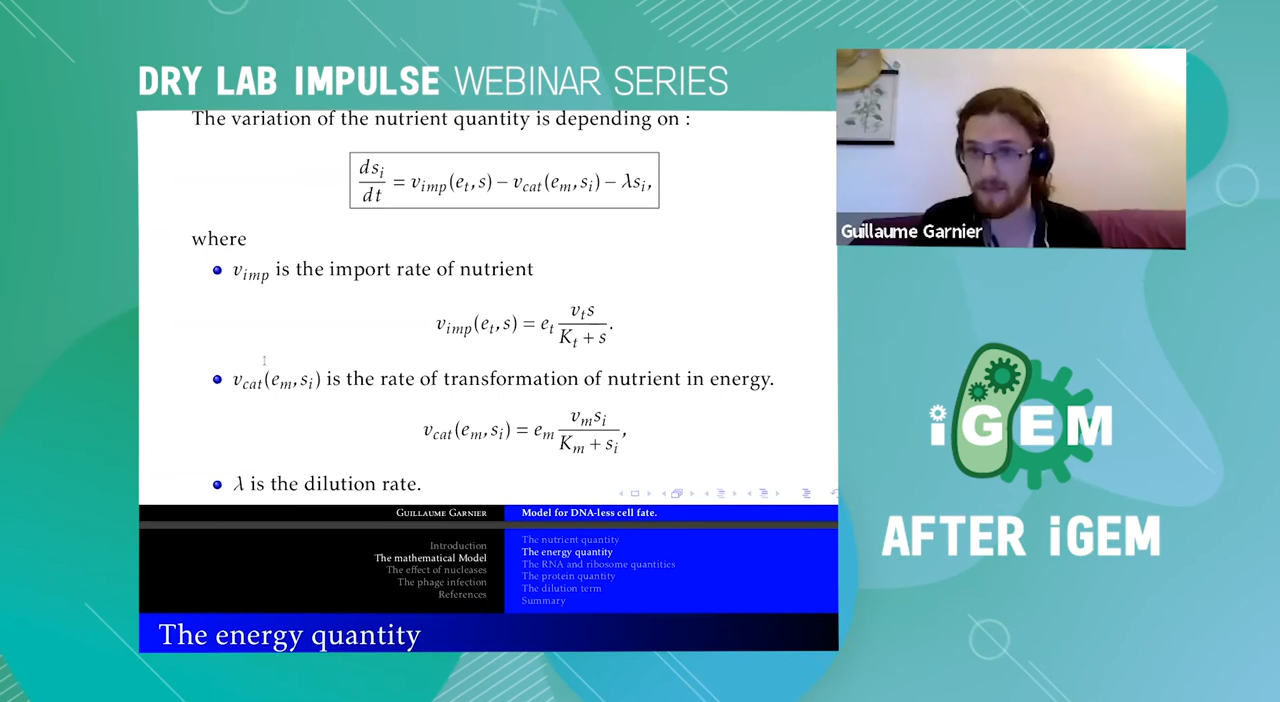 DRY LAB IMPULSE WEBINAR SERIES
The variation of the nutrient quantity is depending on :
ds_i/dt = v_imp(e_t, s) − v_cat(e_m, s_i) − λs_i,
where
v_imp is the import rate of nutrient
v_imp(e_t, s) = e_t v_t s / (K_t + s).
v_cat(e_m, s_i) is the rate of transformation of nutrient in energy.
v_cat(e_m, s_i) = e_m v_m s_i / (K_m + s_i),
λ is the dilution rate.
Guillaume Garnier
Model for DNA-less cell fate.
Introduction
The mathematical Model
The effect of nucleases
The phage infection
References
The nutrient quantity
The energy quantity
The RNA and ribosome quantities
The protein quantity
The dilution term
Summary
The energy quantity
Guillaume Garnier
iGEM
AFTER iGEM